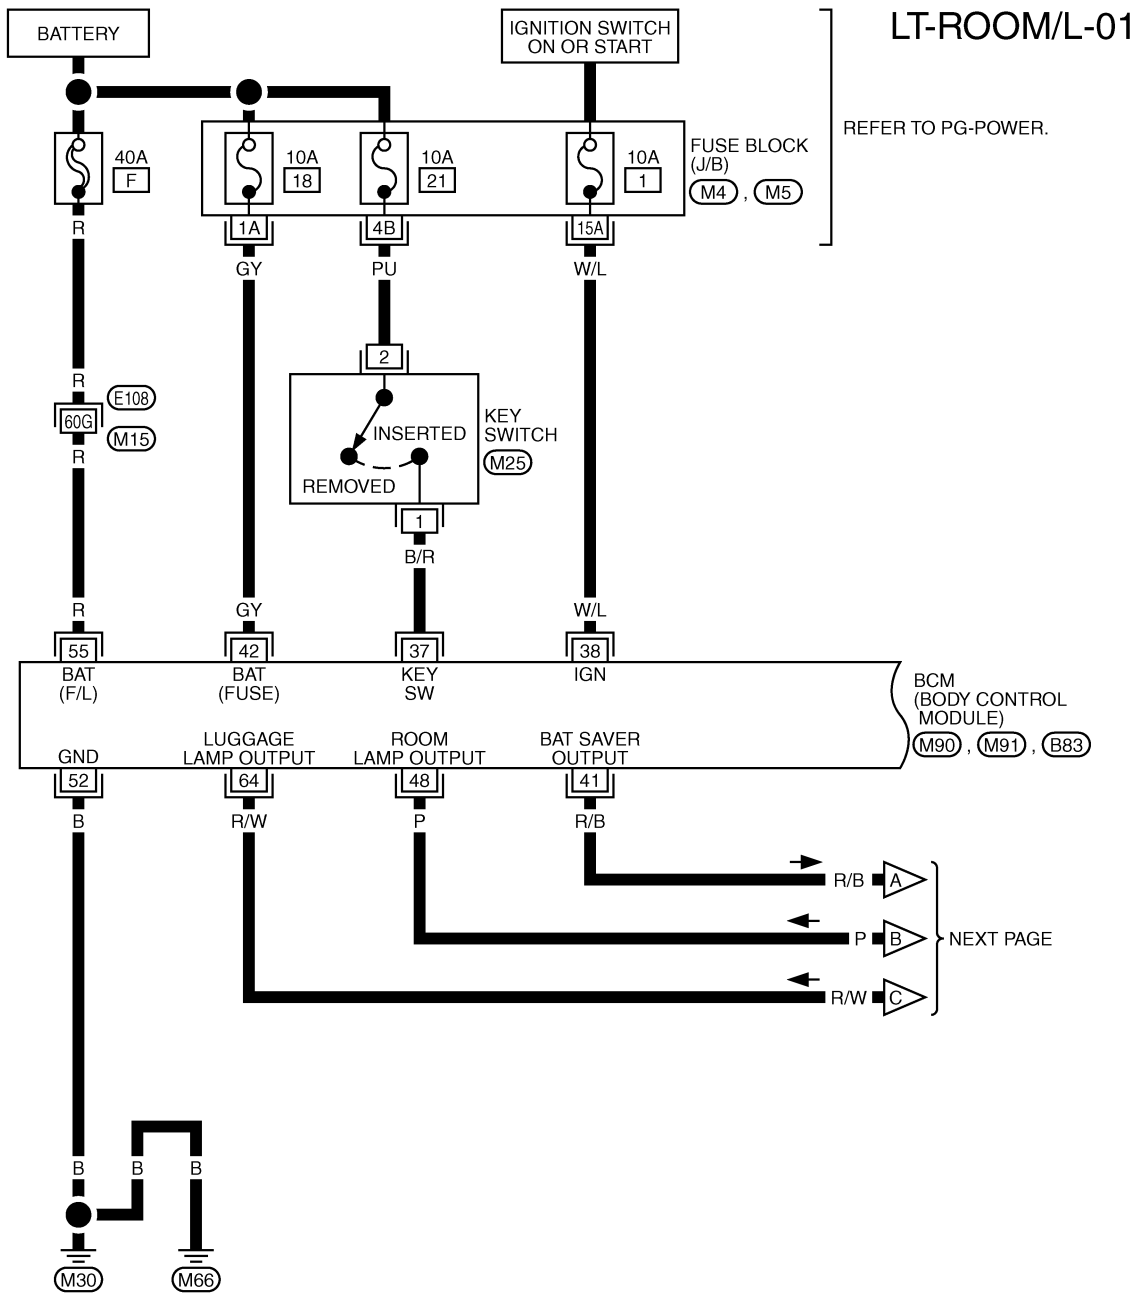 LT-ROOM/L-01
BATTERY
IGNITION SWITCH
ON OR START
REFER TO PG-POWER.
40A
F
10A
18
10A
21
10A
1
FUSE BLOCK
(J/B)
M4 , M5
R
1A
4B
15A
GY
PU
W/L
2
R
E108
60G
M15
R
KEY
SWITCH
M25
INSERTED
REMOVED
1
B/R
R
GY
W/L
55
42
37
38
BAT
(F/L)
BAT
(FUSE)
KEY
SW
IGN
BCM
(BODY CONTROL
MODULE)
M90 , M91 , B83
GND
LUGGAGE
LAMP OUTPUT
ROOM
LAMP OUTPUT
BAT SAVER
OUTPUT
52
64
48
41
B
R/W
P
R/B
R/B
A
P
B
NEXT PAGE
R/W
C
B
B
B
M30
M66